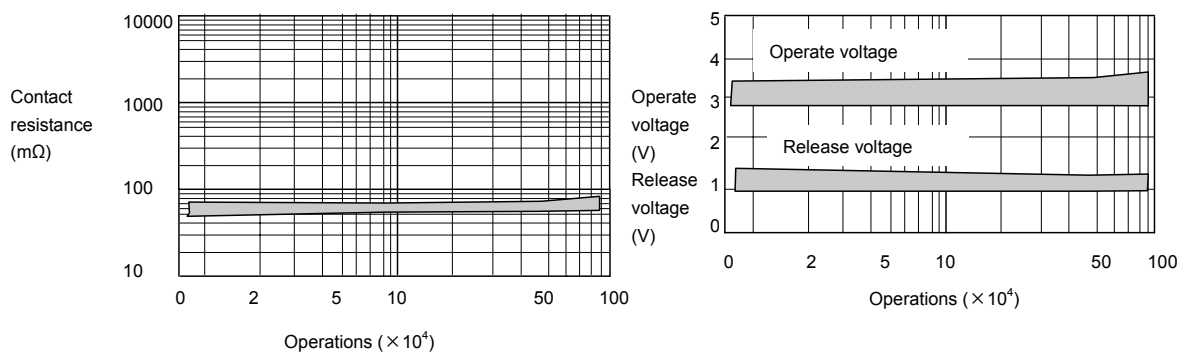 10000
1000
100
10
Contact
resistance
(mΩ)
0 2 5 10 50 100
Operations (×10⁴)
5
4
3
2
1
0
Operate
voltage
(V)
Release
voltage
(V)
Operate voltage
Release voltage
0 2 5 10 50 100
Operations (×10⁴)